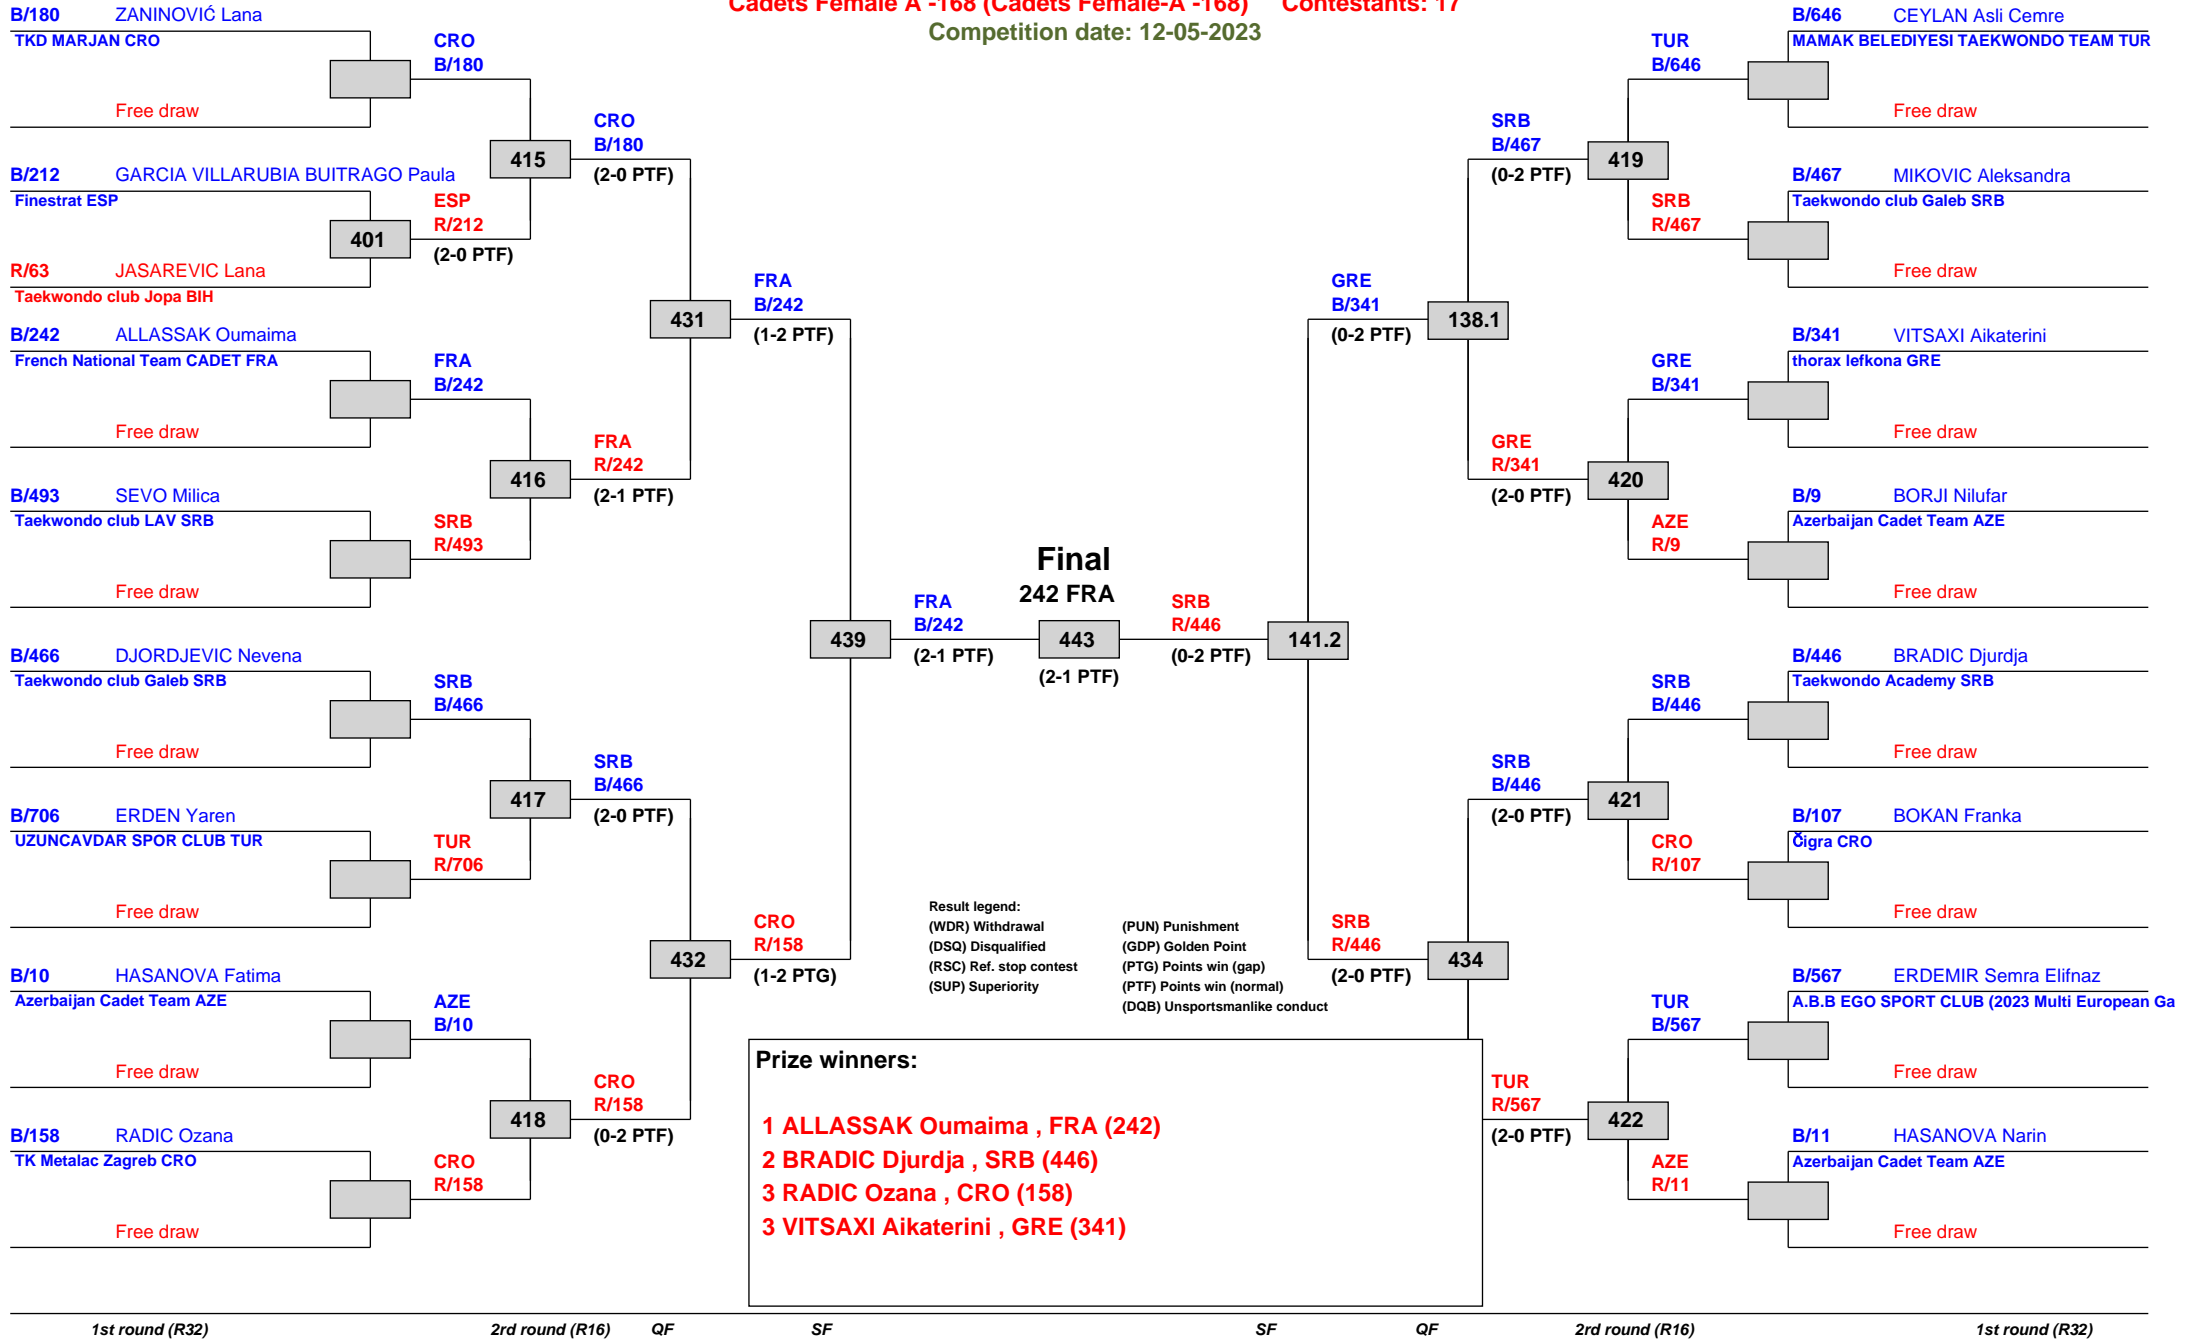 Cadets Female A -168 (Cadets Female-A -168) Contestants: 17
Competition date: 12-05-2023
B/180 ZANINOVIĆ Lana
TKD MARJAN CRO
Free draw
B/212 GARCIA VILLARUBIA BUITRAGO Paula
Finestrat ESP
R/63 JASAREVIC Lana
Taekwondo club Jopa BIH
B/242 ALLASSAK Oumaima
French National Team CADET FRA
Free draw
B/493 SEVO Milica
Taekwondo club LAV SRB
Free draw
B/466 DJORDJEVIC Nevena
Taekwondo club Galeb SRB
Free draw
B/706 ERDEN Yaren
UZUNCAVDAR SPOR CLUB TUR
Free draw
B/10 HASANOVA Fatima
Azerbaijan Cadet Team AZE
Free draw
B/158 RADIC Ozana
TK Metalac Zagreb CRO
Free draw
CRO
B/180
401
ESP
R/212
(2-0 PTF)
FRA
B/242
SRB
R/493
SRB
B/466
TUR
R/706
AZE
B/10
CRO
R/158
415
CRO
B/180
(2-0 PTF)
416
FRA
R/242
(2-1 PTF)
417
SRB
B/466
(2-0 PTF)
418
CRO
R/158
(0-2 PTF)
431
FRA
B/242
(1-2 PTF)
432
CRO
R/158
(1-2 PTG)
439
FRA
B/242
(2-1 PTF)
Final
242 FRA
443
(2-1 PTF)
SRB
R/446
(0-2 PTF)
141.2
GRE
B/341
(0-2 PTF)
138.1
SRB
R/446
(2-0 PTF)
434
SRB
B/467
(0-2 PTF)
419
GRE
R/341
(2-0 PTF)
420
SRB
B/446
(2-0 PTF)
421
TUR
R/567
(2-0 PTF)
422
TUR
B/646
SRB
R/467
GRE
B/341
AZE
R/9
SRB
B/446
CRO
R/107
TUR
B/567
AZE
R/11
B/646 CEYLAN Asli Cemre
MAMAK BELEDIYESI TAEKWONDO TEAM TUR
Free draw
B/467 MIKOVIC Aleksandra
Taekwondo club Galeb SRB
Free draw
B/341 VITSAXI Aikaterini
thorax lefkona GRE
Free draw
B/9 BORJI Nilufar
Azerbaijan Cadet Team AZE
Free draw
B/446 BRADIC Djurdja
Taekwondo Academy SRB
Free draw
B/107 BOKAN Franka
Čigra CRO
Free draw
B/567 ERDEMIR Semra Elifnaz
A.B.B EGO SPORT CLUB (2023 Multi European Ga
Free draw
B/11 HASANOVA Narin
Azerbaijan Cadet Team AZE
Free draw
Result legend:
(WDR) Withdrawal
(DSQ) Disqualified
(RSC) Ref. stop contest
(SUP) Superiority
(PUN) Punishment
(GDP) Golden Point
(PTG) Points win (gap)
(PTF) Points win (normal)
(DQB) Unsportsmanlike conduct
Prize winners:
1 ALLASSAK Oumaima , FRA (242)
2 BRADIC Djurdja , SRB (446)
3 RADIC Ozana , CRO (158)
3 VITSAXI Aikaterini , GRE (341)
1st round (R32) 2rd round (R16) QF SF SF QF 2rd round (R16) 1st round (R32)